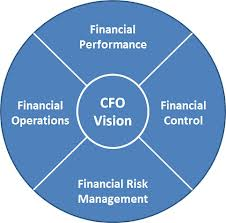 Financial
Performance
Financial
Operations
CFO
Vision
Financial
Control
Financial Risk
Management